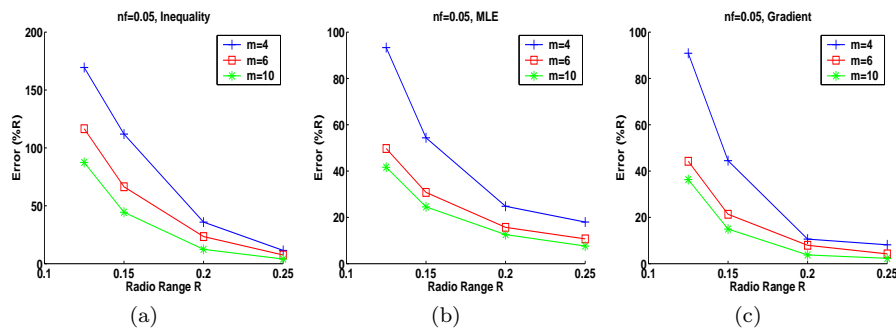 nf=0.05, Inequality
200
150
100
50
0
0.1
0.15
0.2
0.25
Error (%R)
Radio Range R
m=4
m=6
m=10
(a)
nf=0.05, MLE
100
80
60
40
20
0
0.1
0.15
0.2
0.25
Error (%R)
Radio Range R
m=4
m=6
m=10
(b)
nf=0.05, Gradient
100
80
60
40
20
0
0.1
0.15
0.2
0.25
Error (%R)
Radio Range R
m=4
m=6
m=10
(c)